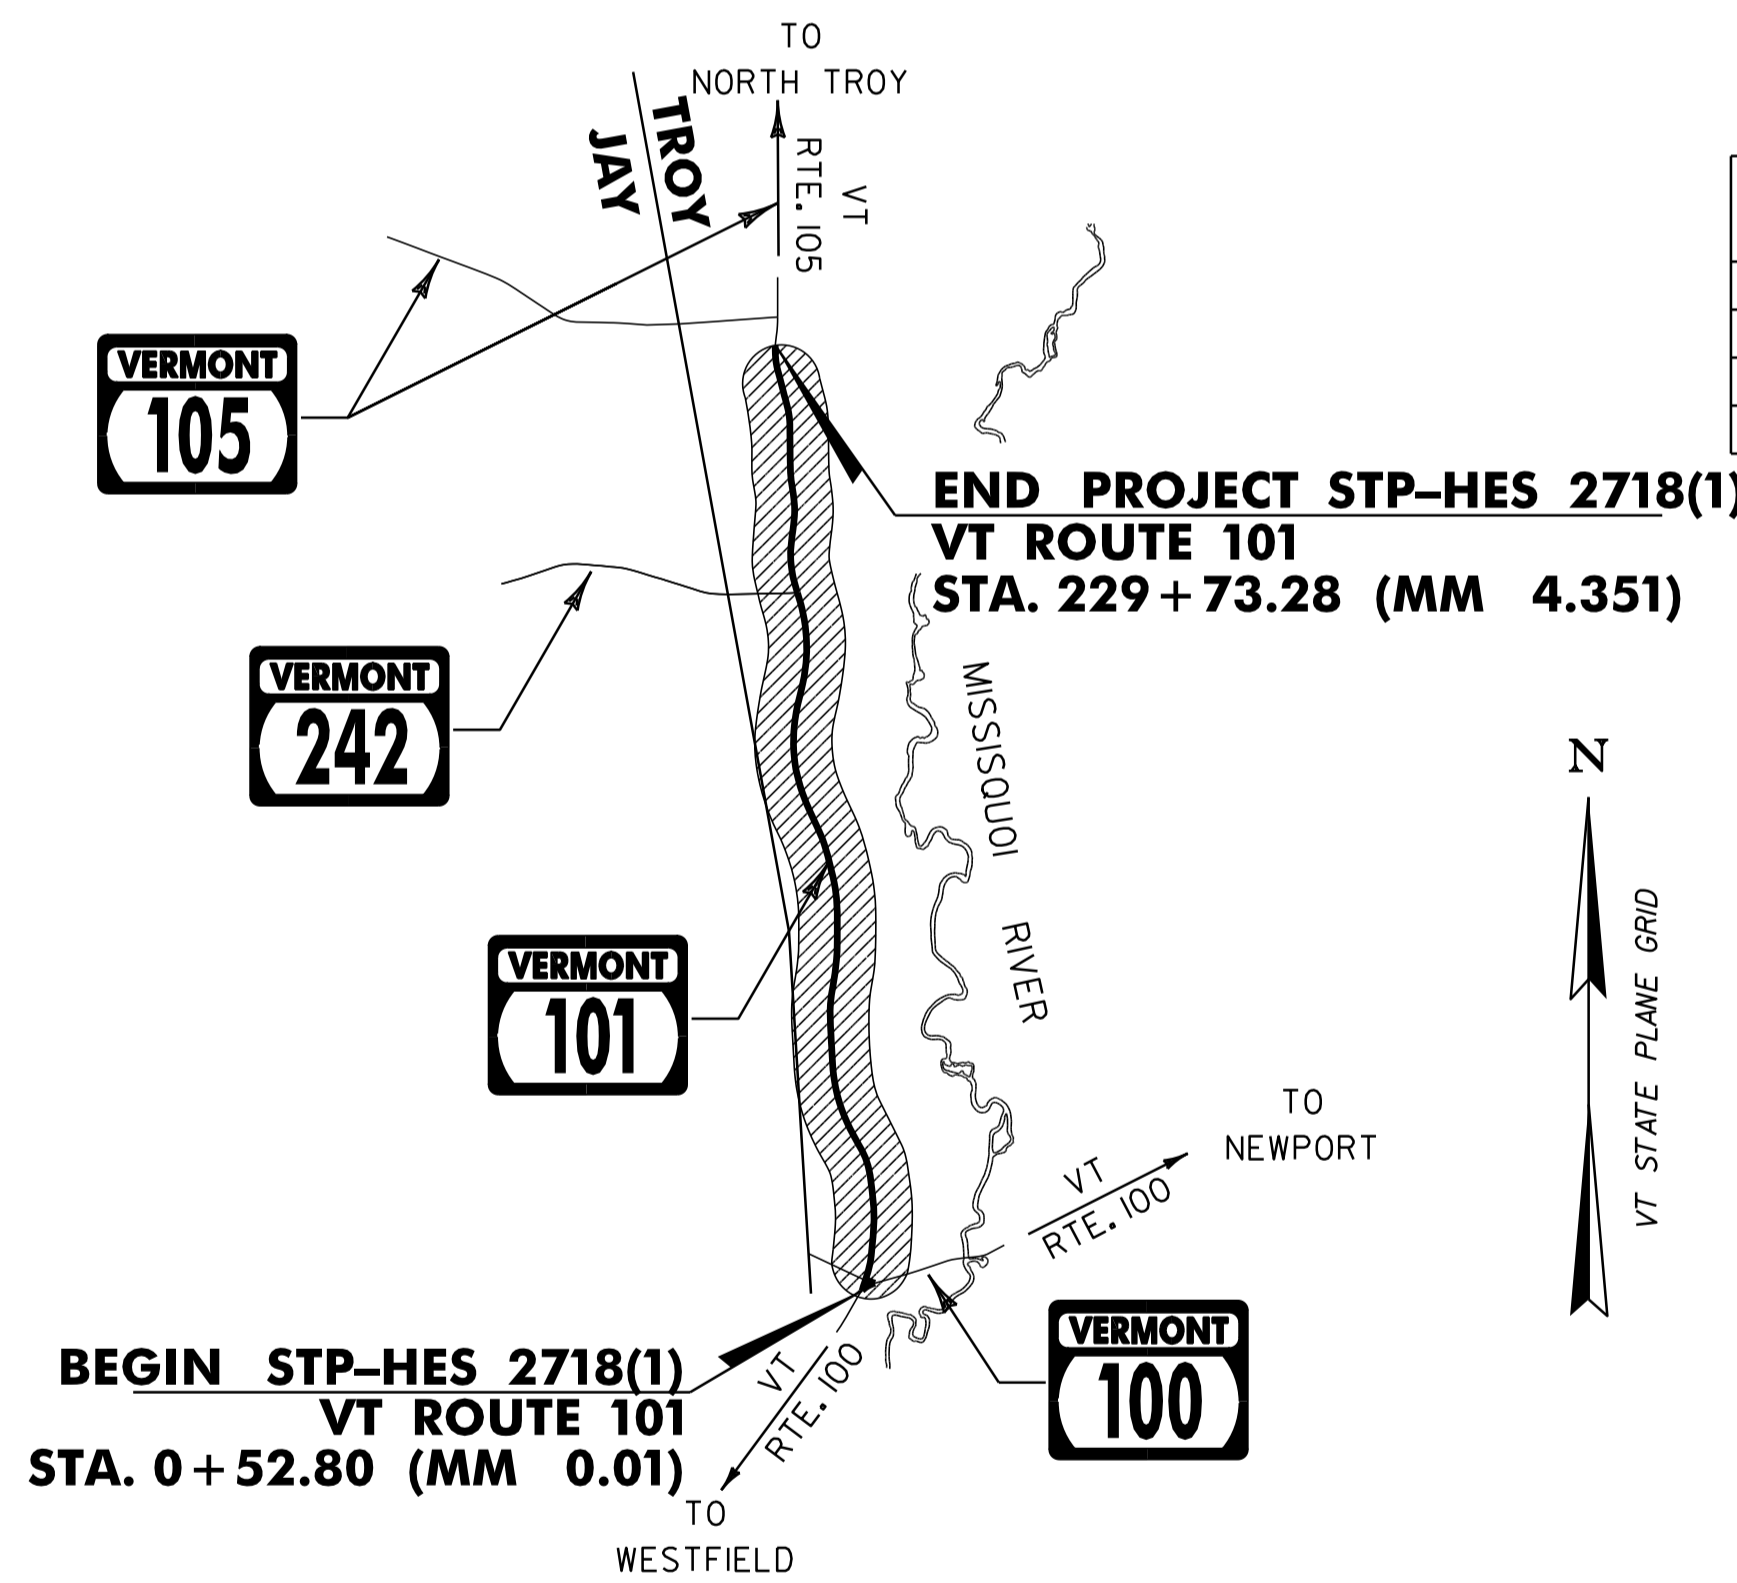 TO
NORTH TROY
TROY
JAY
VT
RTE. 105
VERMONT
105
END PROJECT STP–HES 2718(1)
VT ROUTE 101
STA. 229+73.28 (MM 4.351)
VERMONT
242
MISSISQUOI RIVER
N
VT STATE PLANE GRID
VERMONT
101
TO
NEWPORT
VT
RTE. 100
VERMONT
100
BEGIN STP–HES 2718(1)
VT ROUTE 101
STA. 0+52.80 (MM 0.01)
VT
RTE. 100
TO
WESTFIELD